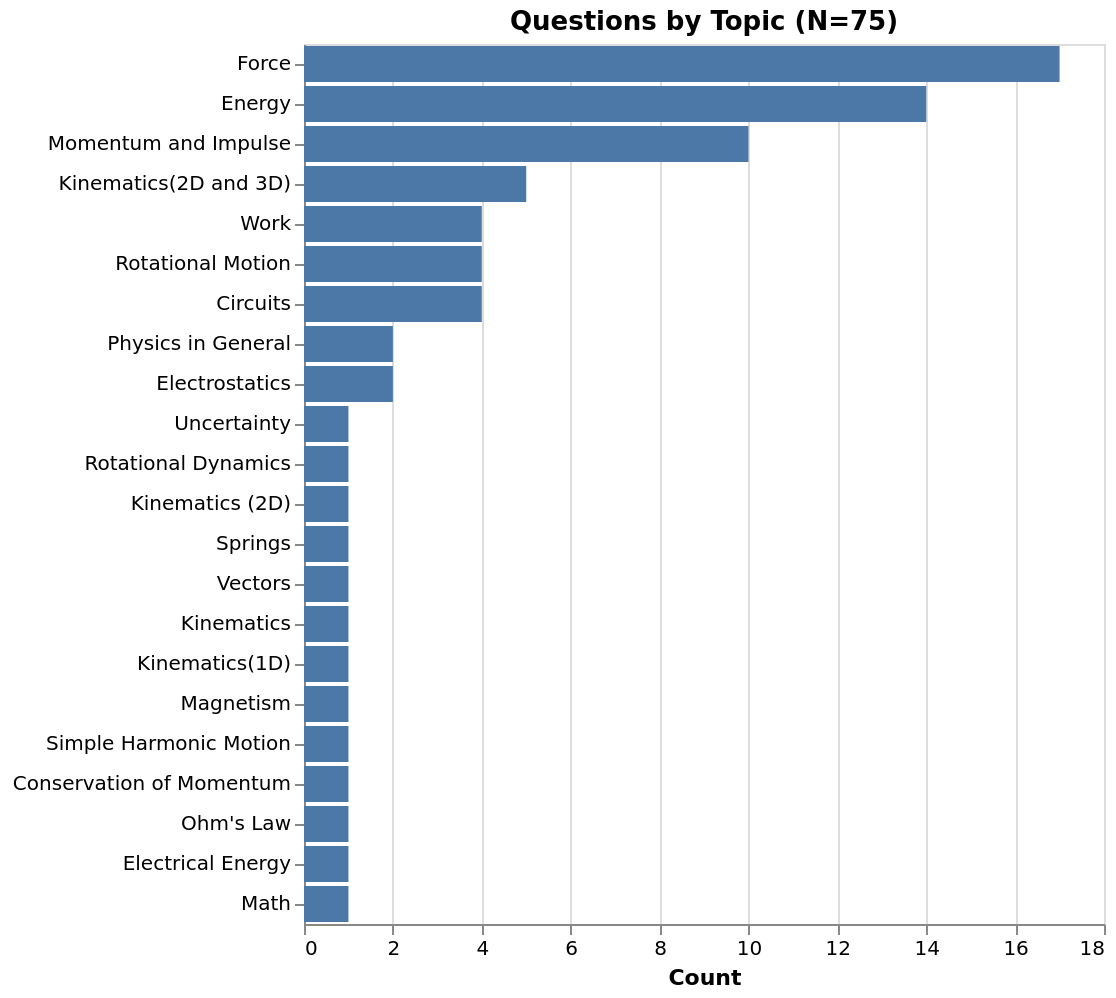 Questions by Topic (N=75)
Force
Energy
Momentum and Impulse
Kinematics(2D and 3D)
Work
Rotational Motion
Circuits
Physics in General
Electrostatics
Uncertainty
Rotational Dynamics
Kinematics (2D)
Springs
Vectors
Kinematics
Kinematics(1D)
Magnetism
Simple Harmonic Motion
Conservation of Momentum
Ohm's Law
Electrical Energy
Math
0 2 4 6 8 10 12 14 16 18
Count